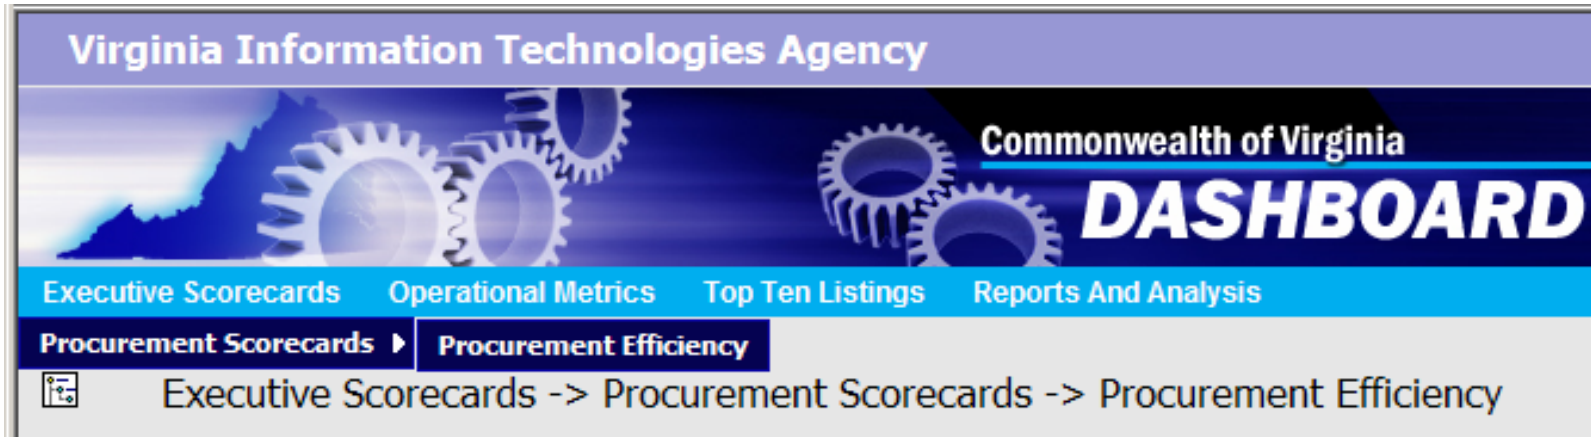 Virginia Information Technologies Agency
Commonwealth of Virginia
DASHBOARD
Executive Scorecards Operational Metrics Top Ten Listings Reports And Analysis
Procurement Scorecards Procurement Efficiency
Executive Scorecards -> Procurement Scorecards -> Procurement Efficiency